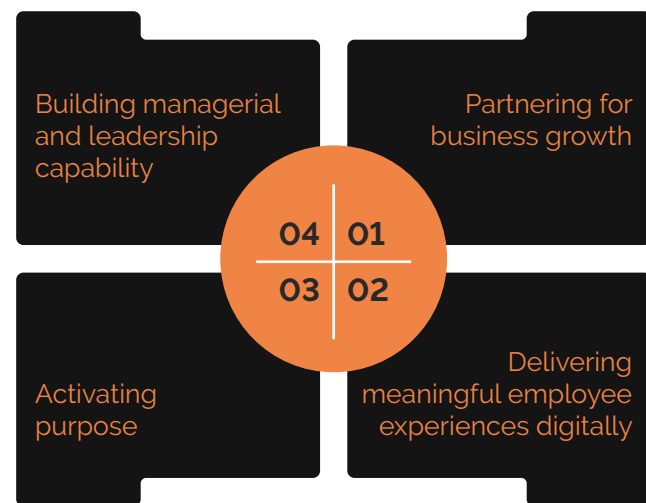 Building managerial
and leadership
capability
Partnering for
business growth
04 01
03 02
Activating
purpose
Delivering
meaningful employee
experiences digitally